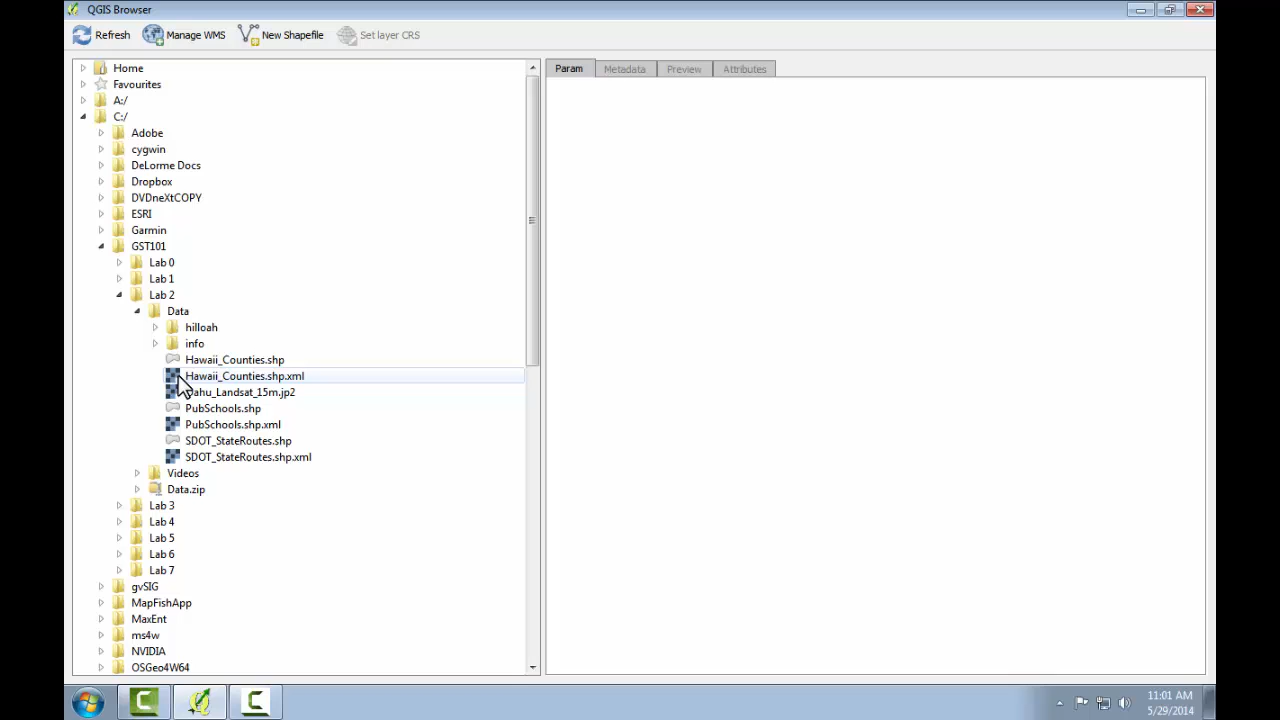 QGIS Browser
Refresh Manage WMS New Shapefile Set layer CRS
Param Metadata Preview Attributes
Home
Favourites
A:/
C:/
Adobe
cygwin
DeLorme Docs
Dropbox
DVDneXtCOPY
ESRI
Garmin
GST101
Lab 0
Lab 1
Lab 2
Data
hilloah
info
Hawaii_Counties.shp
Hawaii_Counties.shp.xml
ahu_Landsat_15m.jp2
PubSchools.shp
PubSchools.shp.xml
SDOT_StateRoutes.shp
SDOT_StateRoutes.shp.xml
Videos
Data.zip
Lab 3
Lab 4
Lab 5
Lab 6
Lab 7
gvSIG
MapFishApp
MaxEnt
ms4w
NVIDIA
OSGeo4W64
11:01 AM
5/29/2014